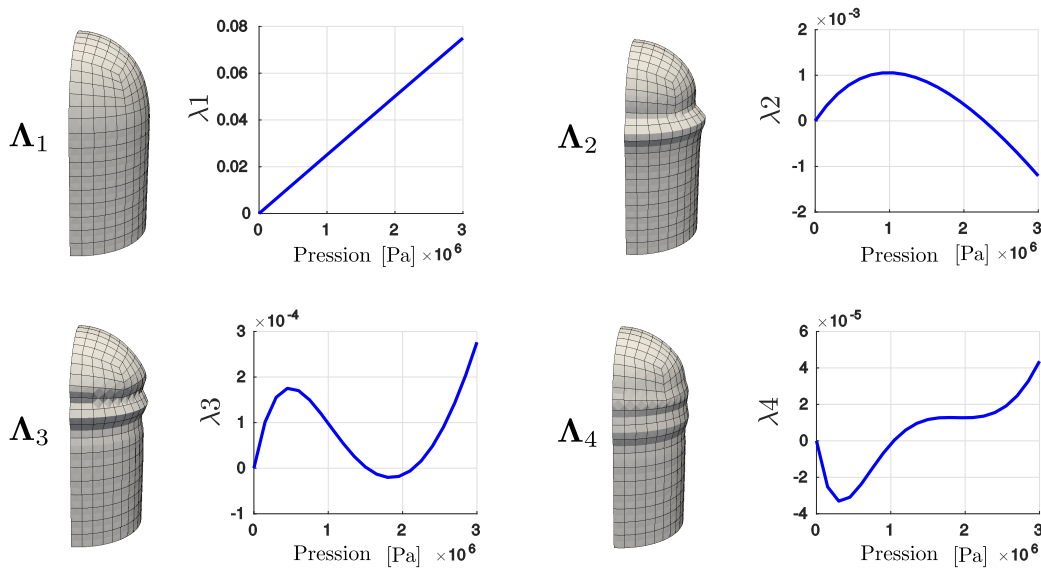 Λ1
λ1
0.08
0.06
0.04
0.02
0
0 1 2 3
Pression [Pa] ×10^6
Λ2
λ2
×10^-3
2
1
0
-1
-2
0 1 2 3
Pression [Pa] ×10^6
Λ3
λ3
×10^-4
3
2
1
0
-1
0 1 2 3
Pression [Pa] ×10^6
Λ4
λ4
×10^-5
6
4
2
0
-2
-4
0 1 2 3
Pression [Pa] ×10^6